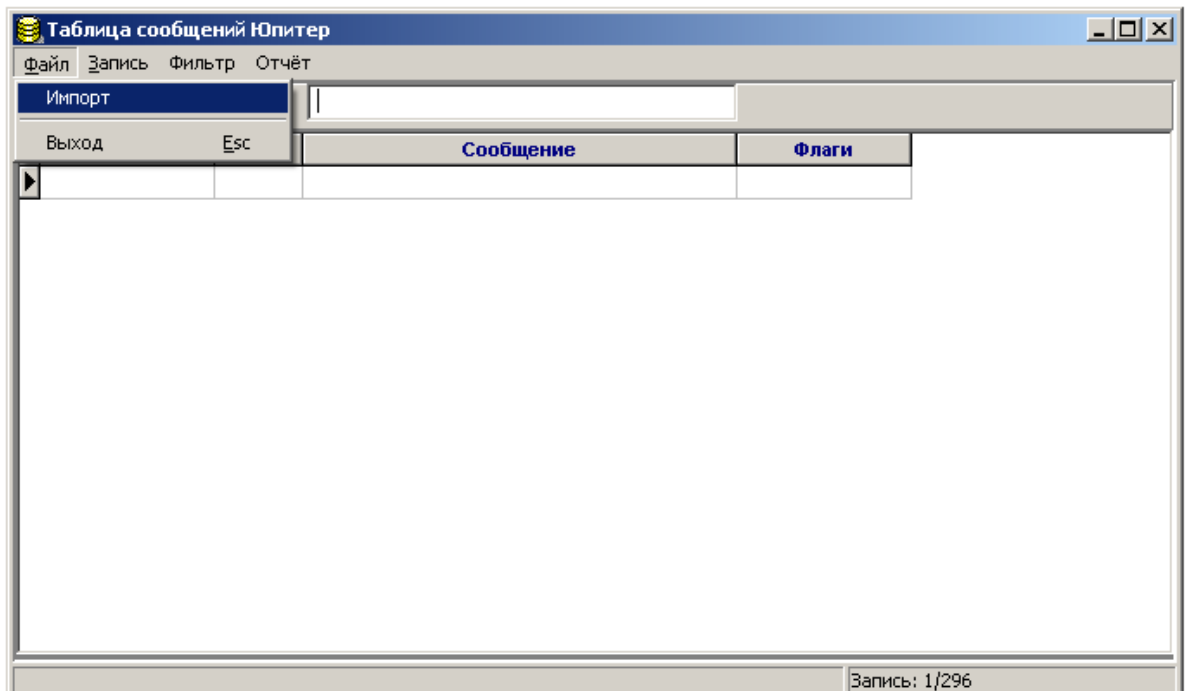 Таблица сообщений Юпитер
Файл Запись Фильтр Отчёт
Импорт
Выход Esc
Сообщение Флаги
Запись: 1/296